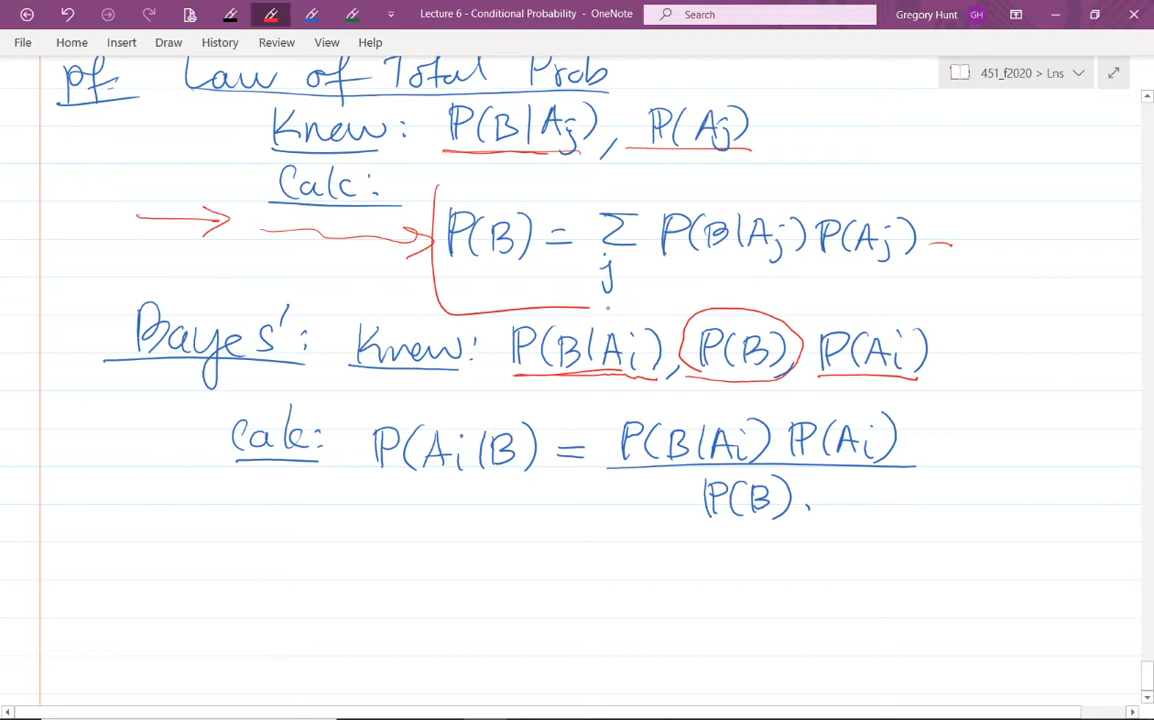 Lecture 6 - Conditional Probability - OneNote
Search
Gregory Hunt
GH
File Home Insert Draw History Review View Help
451_f2020 > Lns
pf: Law of Total Prob
Know: P(B|Aj), P(Aj)
Calc:
P(B) = Σ P(B|Aj) P(Aj)
j
Bayes': Know: P(B|Ai), P(B), P(Ai)
Calc: P(Ai|B) = P(B|Ai) P(Ai)
P(B).